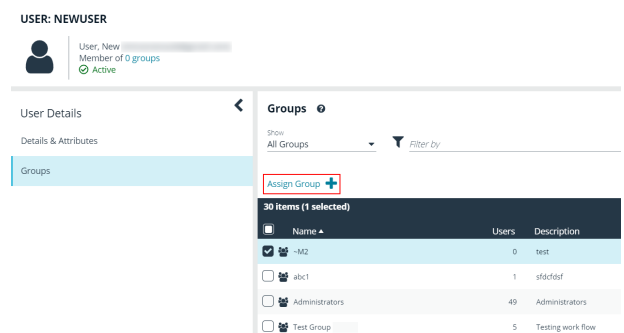 USER: NEWUSER
User, New
Member of 0 groups
Active
User Details
Details & Attributes
Groups
Groups
Show
All Groups
Filter by
Assign Group
30 items (1 selected)
Name Users Description
~M2 0 test
abc1 1 sfdcfdsf
Administrators 49 Administrators
Test Group 5 Testing work flow